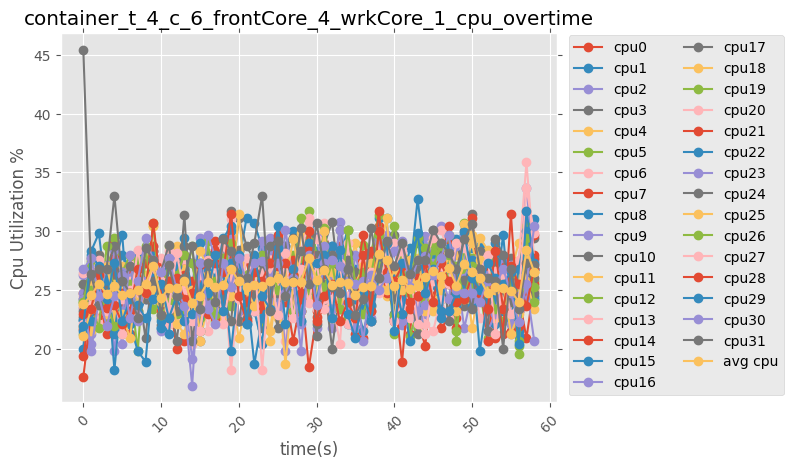 container_t_4_c_6_frontCore_4_wrkCore_1_cpu_overtime
45
40
35
30
25
20
Cpu Utilization %
0
10
20
30
40
50
60
time(s)
cpu0
cpu1
cpu2
cpu3
cpu4
cpu5
cpu6
cpu7
cpu8
cpu9
cpu10
cpu11
cpu12
cpu13
cpu14
cpu15
cpu16
cpu17
cpu18
cpu19
cpu20
cpu21
cpu22
cpu23
cpu24
cpu25
cpu26
cpu27
cpu28
cpu29
cpu30
cpu31
avg cpu